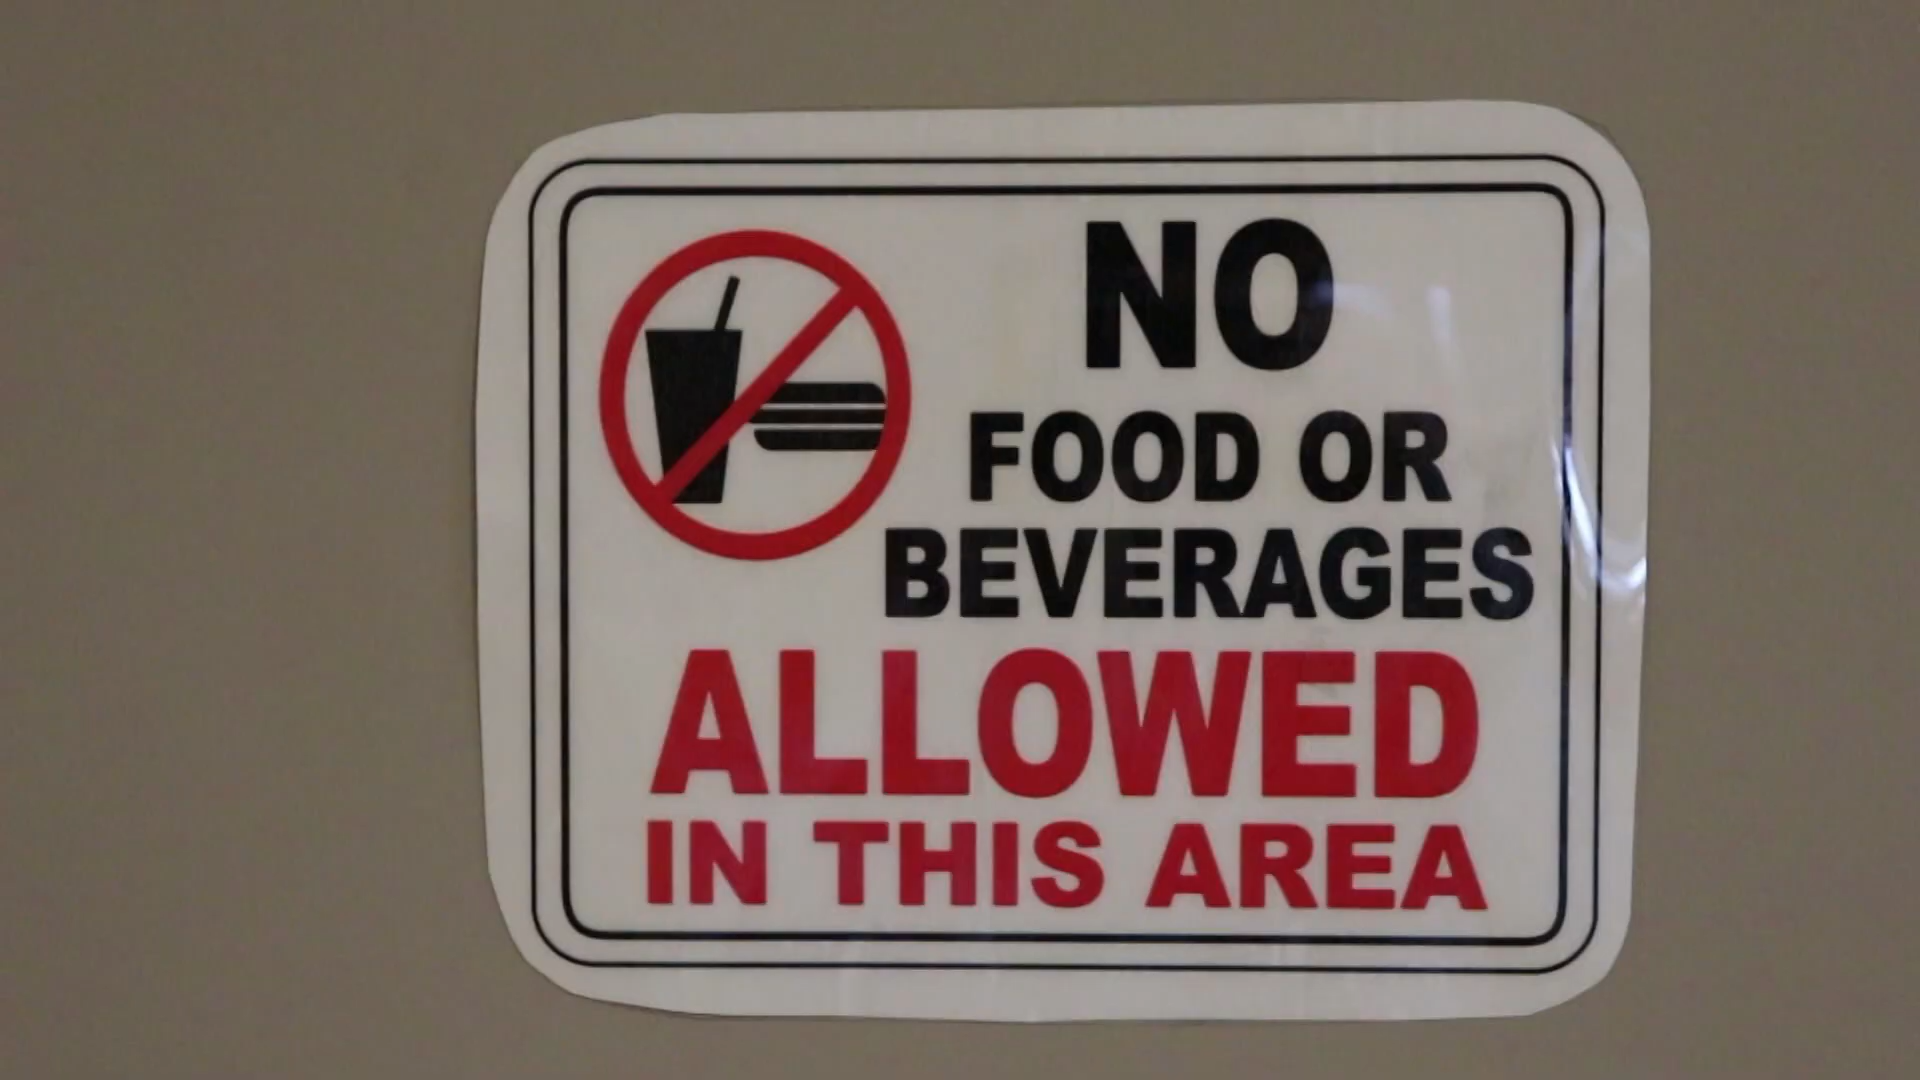 NO
FOOD OR
BEVERAGES
ALLOWED
IN THIS AREA